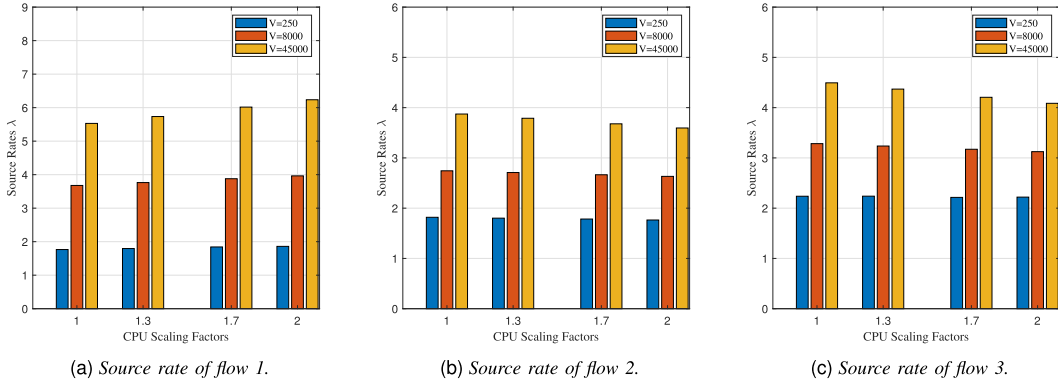 9
8
7
6
5
4
3
2
1
0
Source Rates λ
V=250
V=8000
V=45000
1
1.3
1.7
2
CPU Scaling Factors
(a) Source rate of flow 1.
6
5
4
3
2
1
0
Source Rates λ
V=250
V=8000
V=45000
1
1.3
1.7
2
CPU Scaling Factors
(b) Source rate of flow 2.
6
5
4
3
2
1
0
Source Rates λ
V=250
V=8000
V=45000
1
1.3
1.7
2
CPU Scaling Factors
(c) Source rate of flow 3.